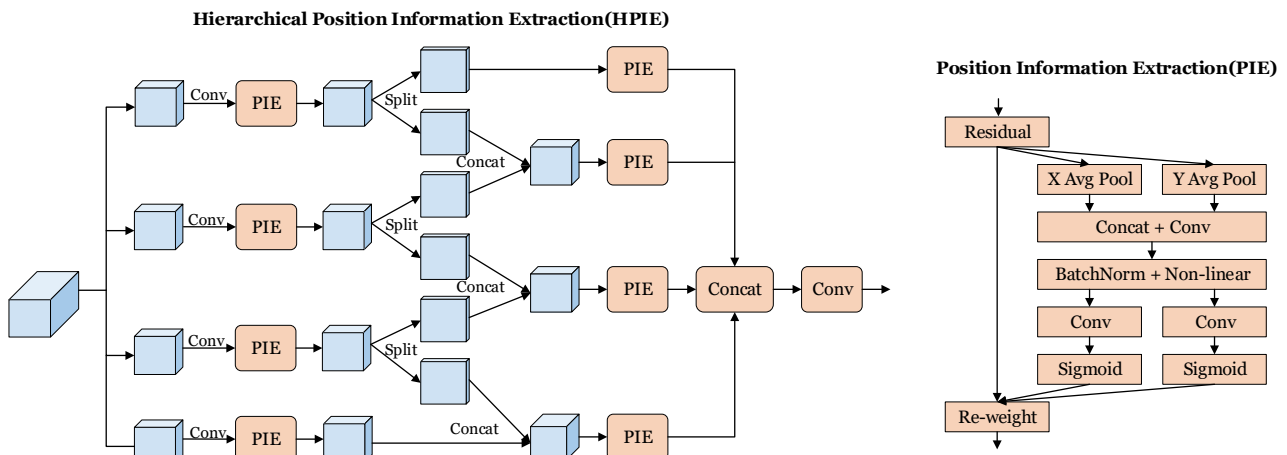 Hierarchical Position Information Extraction(HPIE)
PIE
Conv
PIE
Split
Concat
PIE
Conv
PIE
Split
Concat
PIE
Concat
Conv
Conv
PIE
Split
Conv
PIE
Concat
PIE
Position Information Extraction(PIE)
Residual
X Avg Pool
Y Avg Pool
Concat + Conv
BatchNorm + Non-linear
Conv
Conv
Sigmoid
Sigmoid
Re-weight